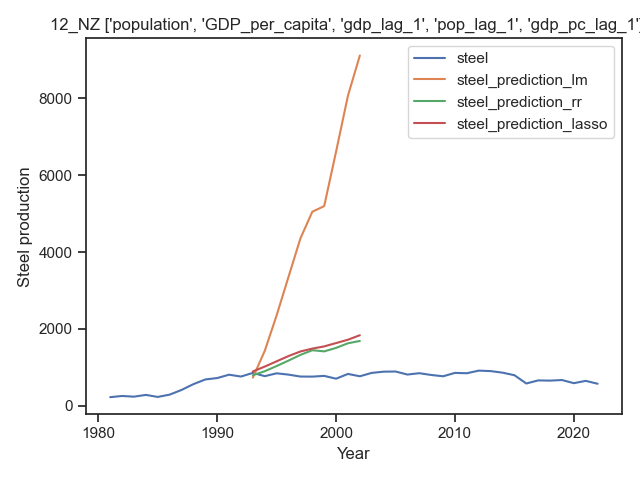 12_NZ ['population', 'GDP_per_capita', 'gdp_lag_1', 'pop_lag_1', 'gdp_pc_lag_1']
steel
steel_prediction_lm
steel_prediction_rr
steel_prediction_lasso
Steel production
8000
6000
4000
2000
0
1980
1990
2000
2010
2020
Year